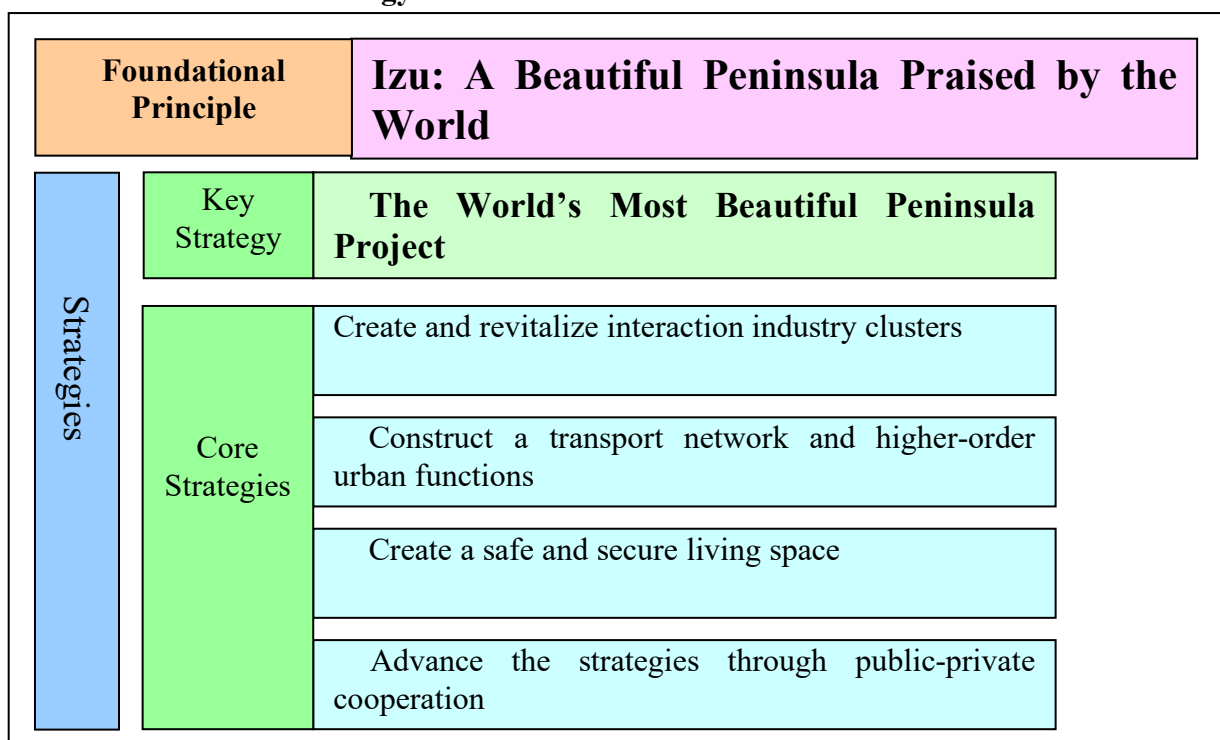 Foundational
Principle
Izu: A Beautiful Peninsula Praised by the
World
Strategies
Key
Strategy
The World’s Most Beautiful Peninsula
Project
Core
Strategies
Create and revitalize interaction industry clusters
Construct a transport network and higher-order
urban functions
Create a safe and secure living space
Advance the strategies through public-private
cooperation